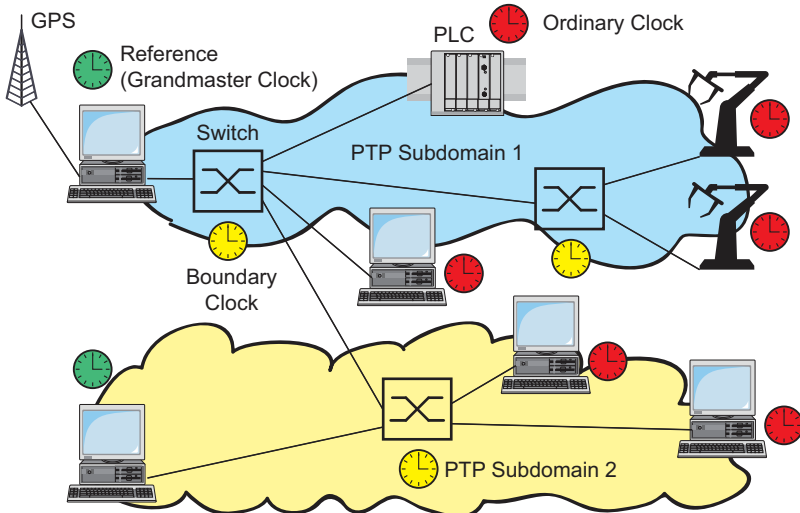 GPS
Reference
(Grandmaster Clock)
PLC
Ordinary Clock
Switch
PTP Subdomain 1
Boundary
Clock
PTP Subdomain 2